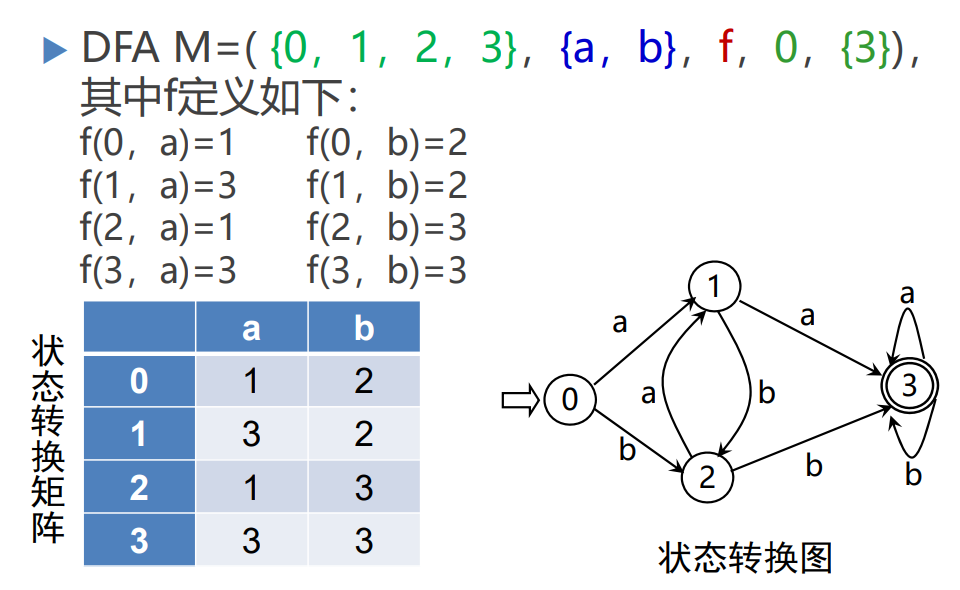 DFA M=( {0，1，2，3}，{a，b}，f，0，{3})，
其中f定义如下：
f(0，a)=1 f(0，b)=2
f(1，a)=3 f(1，b)=2
f(2，a)=1 f(2，b)=3
f(3，a)=3 f(3，b)=3
状态转换矩阵
a b
0 1 2
1 3 2
2 1 3
3 3 3
1
a
a
a
0
a
b
3
b
2
b
b
状态转换图